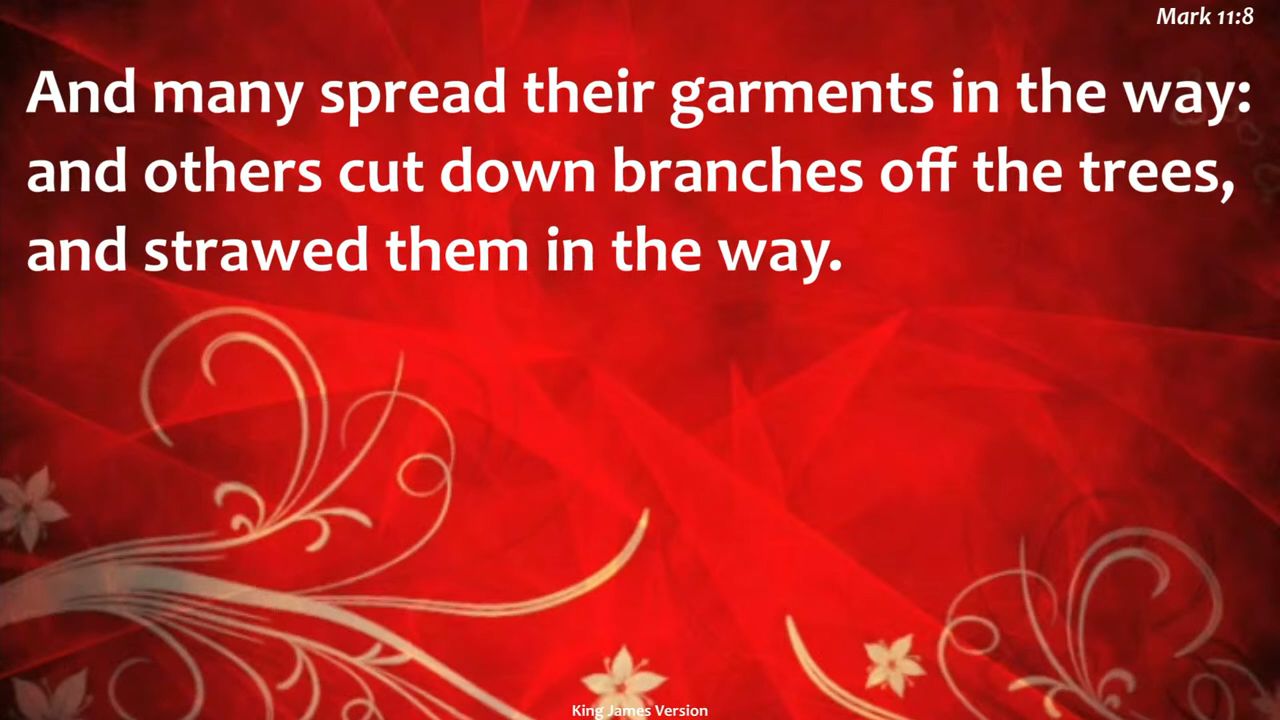 Mark 11:8
And many spread their garments in the way:
and others cut down branches off the trees,
and strawed them in the way.
King James Version